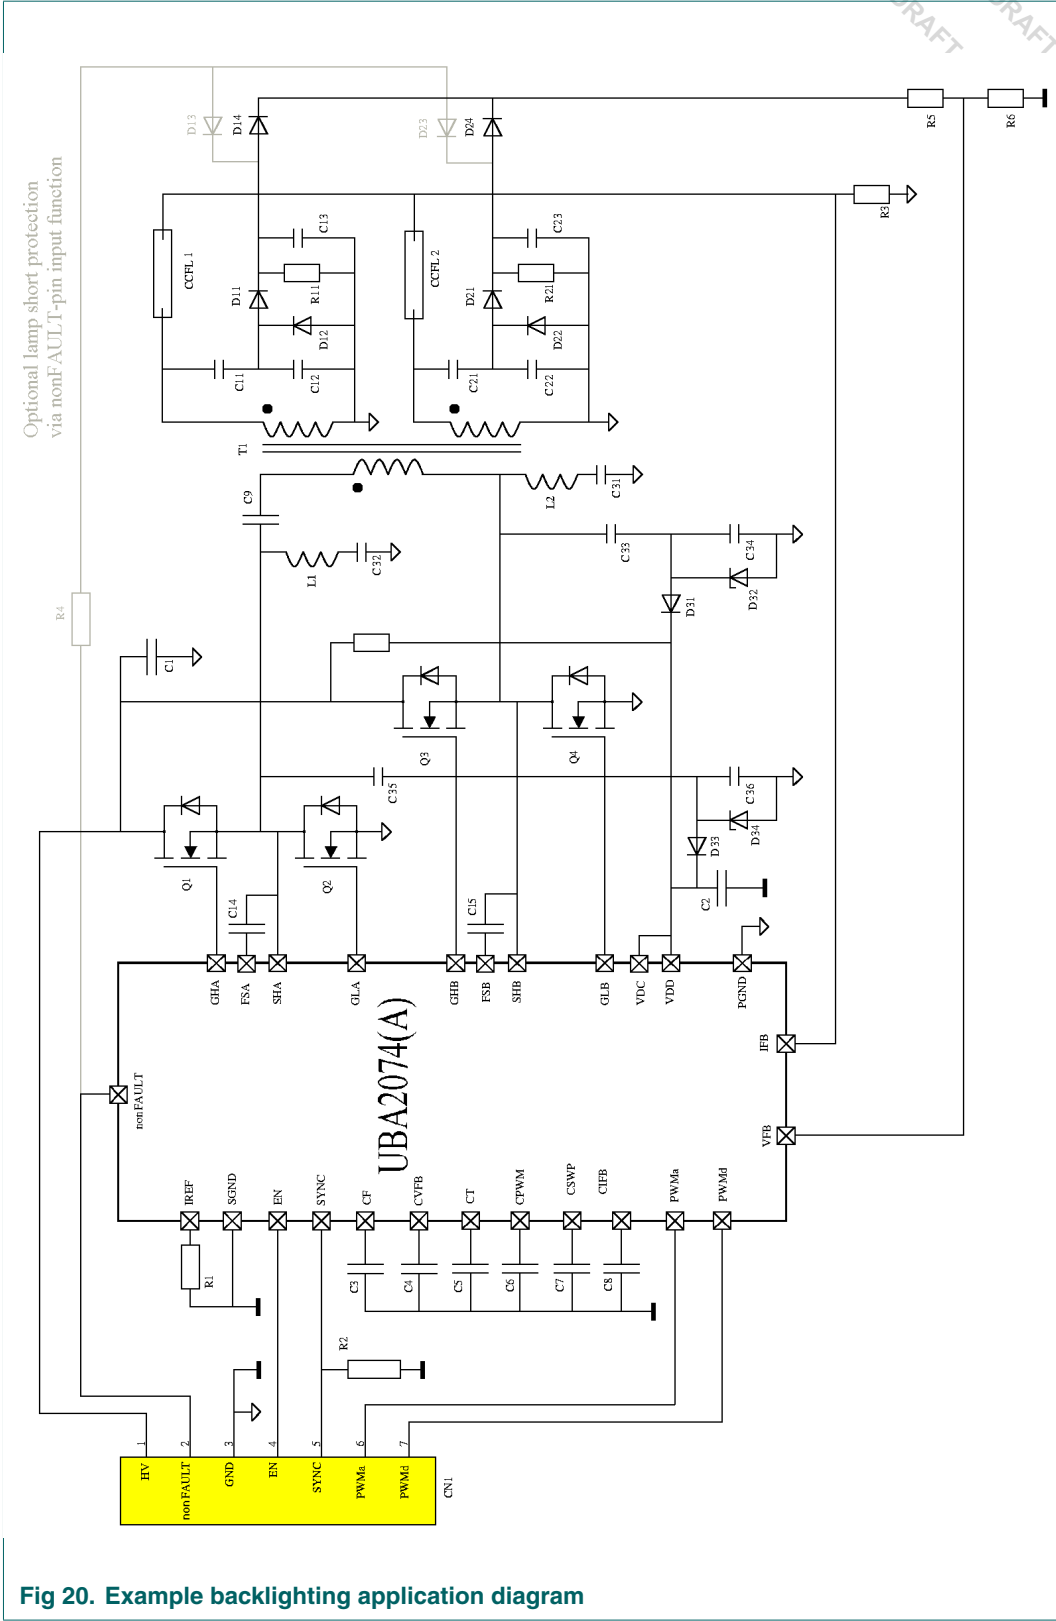 DRAFT
DRAFT
Optional lamp short protection
via nonFAULT-pin input function
D13
D14
D23
D24
R5
R6
CCFL 1
C13
R11
D11
D12
C11
C12
CCFL 2
C23
R21
D21
D22
C21
C22
R3
T1
C9
L1
C32
L2
C31
C33
C34
D31
D32
R4
C1
Q3
Q4
C35
C36
D33
D34
Q1
Q2
C14
C15
C2
GHA
FSA
SHA
GLA
GHB
FSB
SHB
GLB
VDC
VDD
PGND
UBA2074(A)
nonFAULT
IFB
VFB
IREF
SGND
EN
SYNC
CF
CVFB
CT
CPWM
CSWP
CIFB
PWMa
PWMd
R1
C3
C4
C5
C6
C7
C8
R2
1
2
3
4
5
6
7
HV
nonFAULT
GND
EN
SYNC
PWMa
PWMd
CN1
Fig 20. Example backlighting application diagram